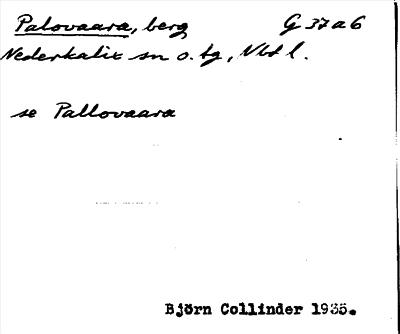 Palovaara, berg G 37 a 6
Nederkalix sn o. tg, Nbt l.
se Pallovaara
Björn Collinder 1935.